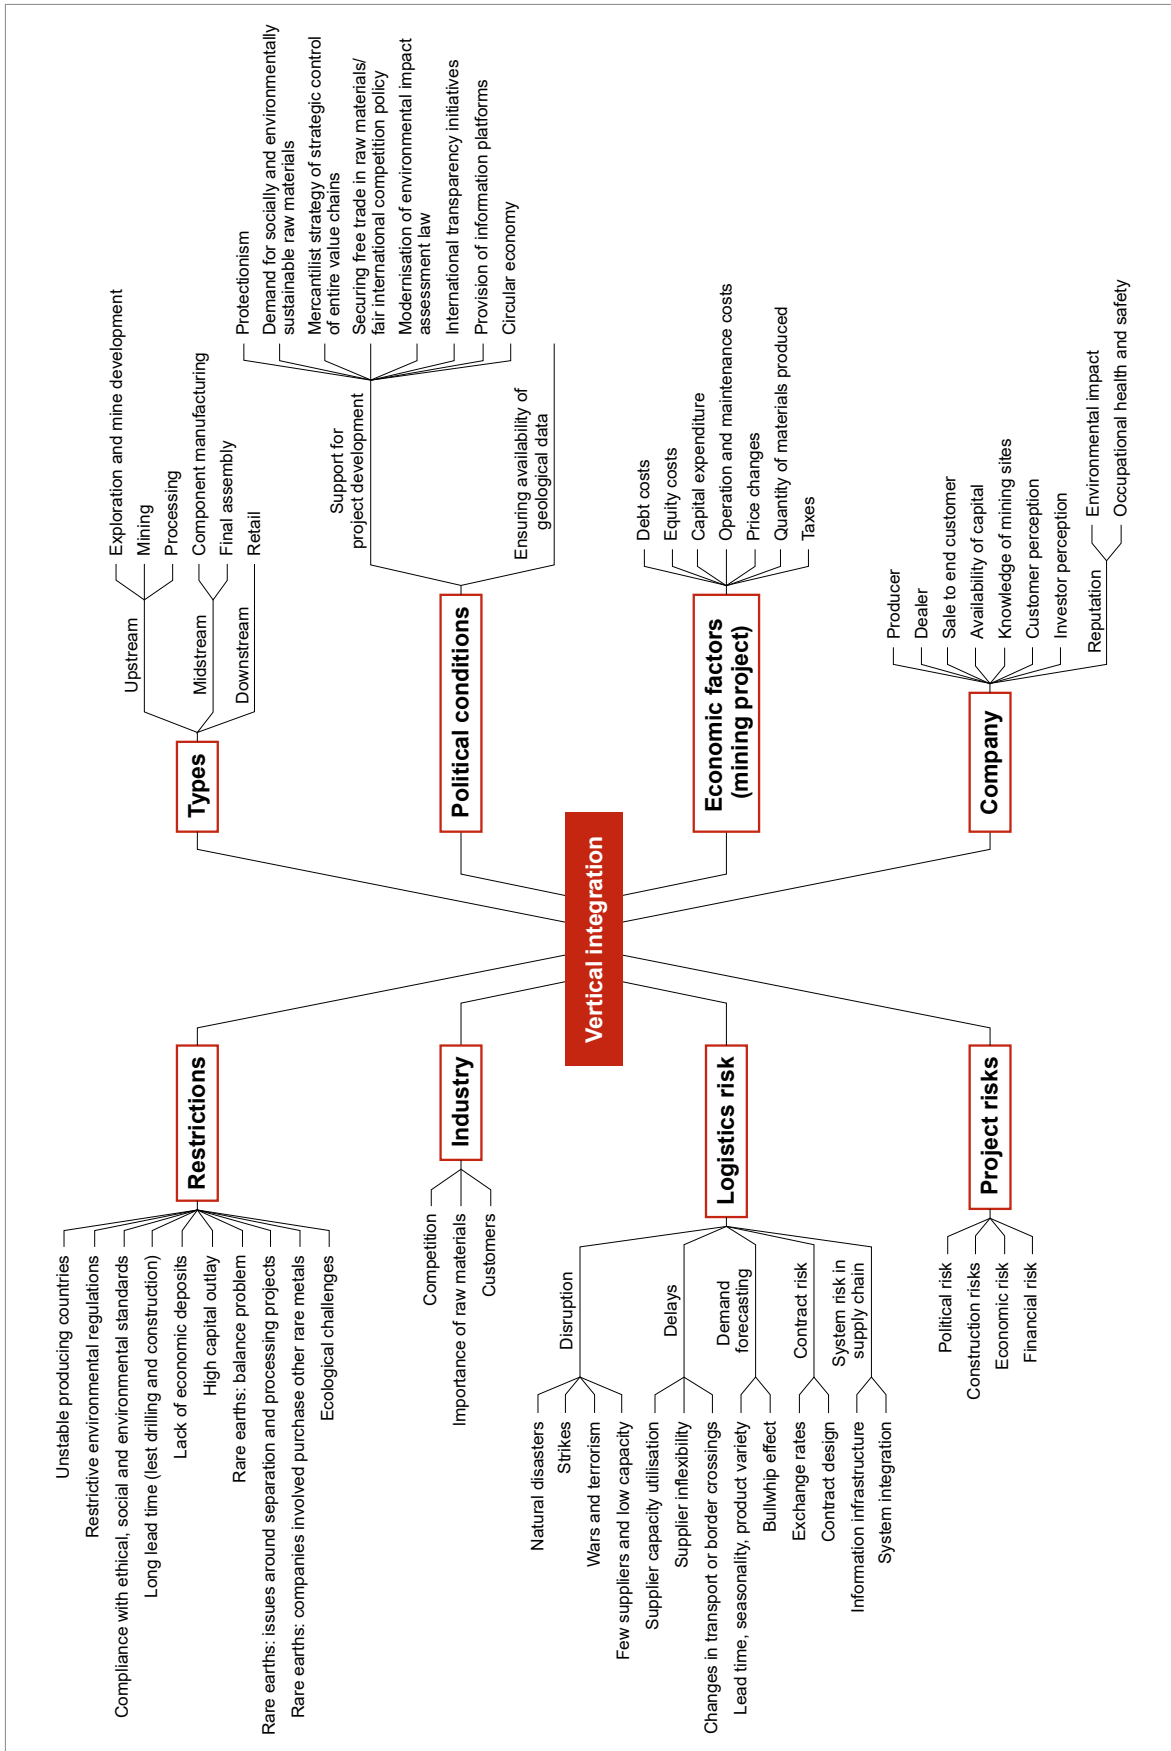 Vertical integration
Restrictions
Unstable producing countries
Restrictive environmental regulations
Compliance with ethical, social and environmental standards
Long lead time (lest drilling and construction)
Lack of economic deposits
High capital outlay
Rare earths: balance problem
Rare earths: issues around separation and processing projects
Rare earths: companies involved purchase other rare metals
Ecological challenges
Industry
Competition
Importance of raw materials
Customers
Logistics risk
Disruption
Natural disasters
Strikes
Wars and terrorism
Few suppliers and low capacity
Delays
Supplier capacity utilisation
Supplier inflexibility
Changes in transport or border crossings
Demand
forecasting
Lead time, seasonality, product variety
Bullwhip effect
Contract risk
Exchange rates
Contract design
System risk in
supply chain
Information infrastructure
System integration
Project risks
Political risk
Construction risks
Economic risk
Financial risk
Types
Upstream
Exploration and mine development
Mining
Processing
Midstream
Component manufacturing
Final assembly
Downstream
Retail
Political conditions
Support for
project development
Protectionism
Demand for socially and environmentally
sustainable raw materials
Mercantilist strategy of strategic control
of entire value chains
Securing free trade in raw materials/
fair international competition policy
Modernisation of environmental impact
assessment law
International transparency initiatives
Provision of information platforms
Circular economy
Ensuring availability of
geological data
Economic factors
(mining project)
Debt costs
Equity costs
Capital expenditure
Operation and maintenance costs
Price changes
Quantity of materials produced
Taxes
Company
Producer
Dealer
Sale to end customer
Availability of capital
Knowledge of mining sites
Customer perception
Investor perception
Reputation
Environmental impact
Occupational health and safety